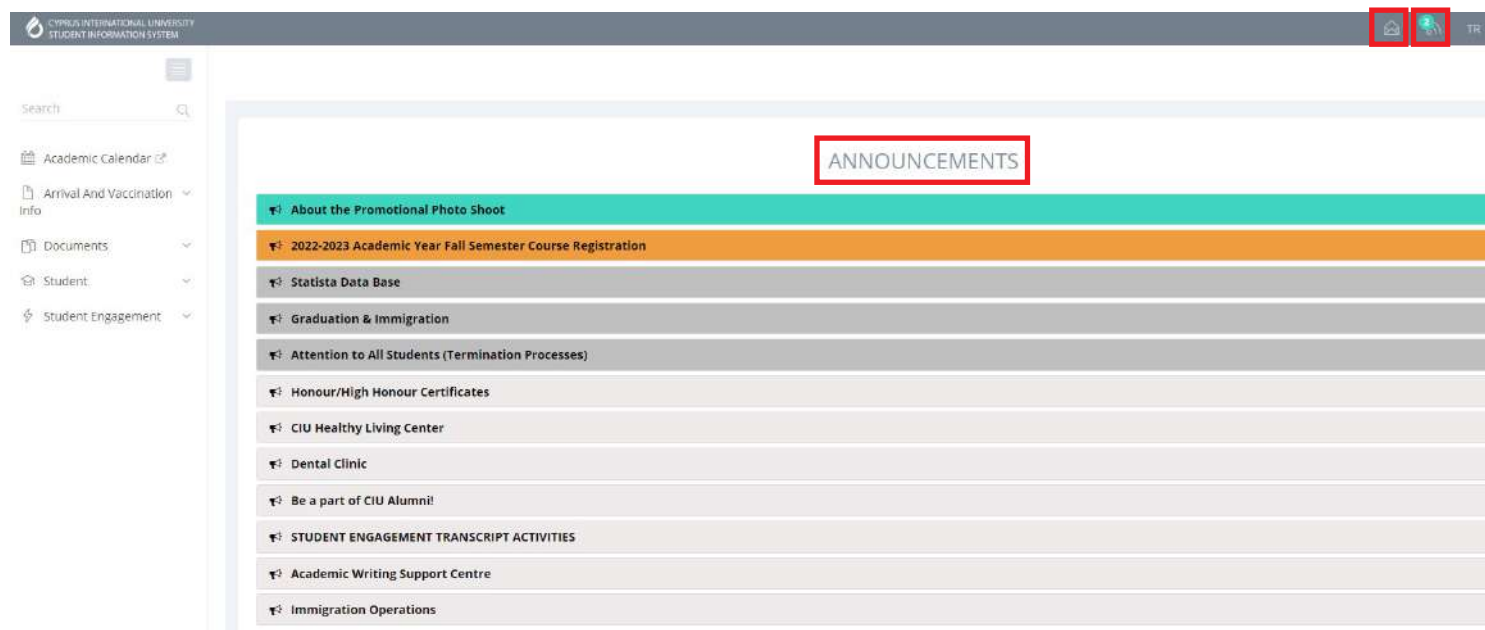 CYPRUS INTERNATIONAL UNIVERSITY
STUDENT INFORMATION SYSTEM
2
TR
Search
Academic Calendar
Arrival And Vaccination
Info
Documents
Student
Student Engagement
ANNOUNCEMENTS
About the Promotional Photo Shoot
2022-2023 Academic Year Fall Semester Course Registration
Statista Data Base
Graduation & Immigration
Attention to All Students (Termination Processes)
Honour/High Honour Certificates
CIU Healthy Living Center
Dental Clinic
Be a part of CIU Alumni!
STUDENT ENGAGEMENT TRANSCRIPT ACTIVITIES
Academic Writing Support Centre
Immigration Operations